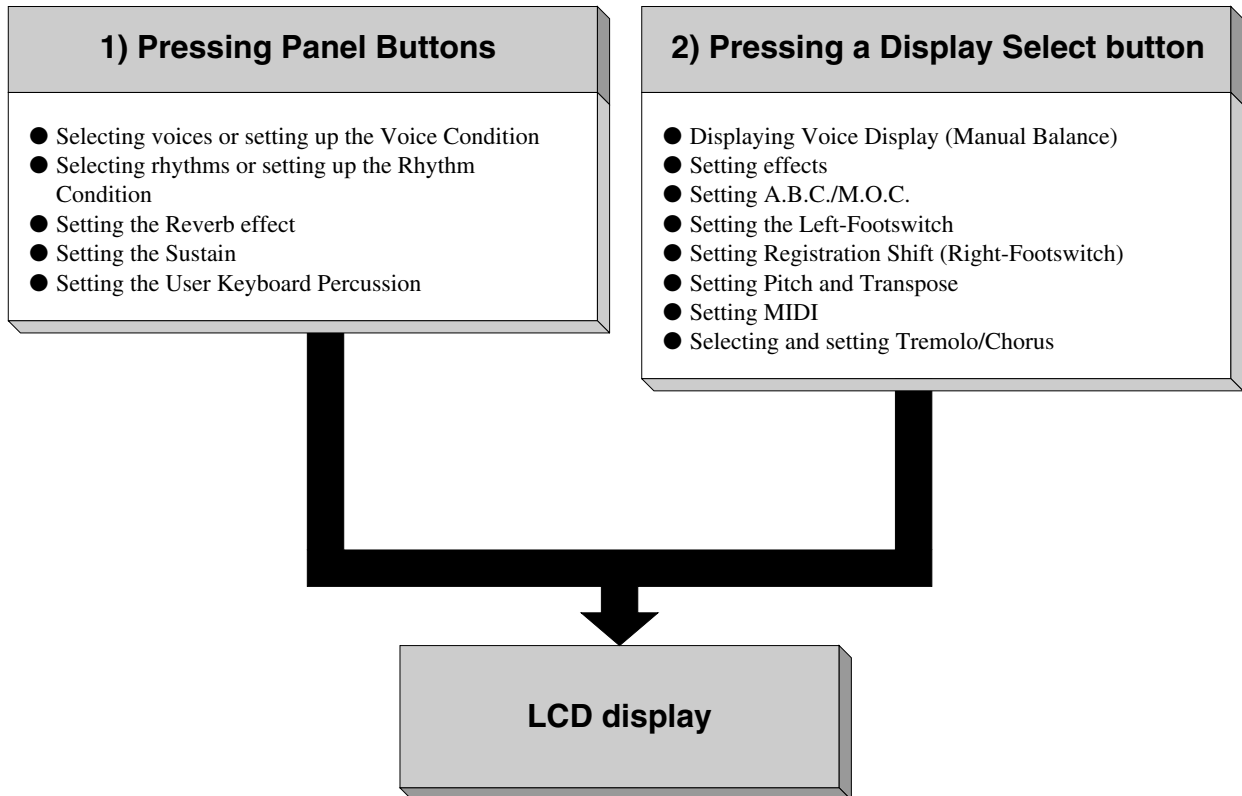 1) Pressing Panel Buttons
● Selecting voices or setting up the Voice Condition
● Selecting rhythms or setting up the Rhythm
Condition
● Setting the Reverb effect
● Setting the Sustain
● Setting the User Keyboard Percussion
2) Pressing a Display Select button
● Displaying Voice Display (Manual Balance)
● Setting effects
● Setting A.B.C./M.O.C.
● Setting the Left-Footswitch
● Setting Registration Shift (Right-Footswitch)
● Setting Pitch and Transpose
● Setting MIDI
● Selecting and setting Tremolo/Chorus
LCD display